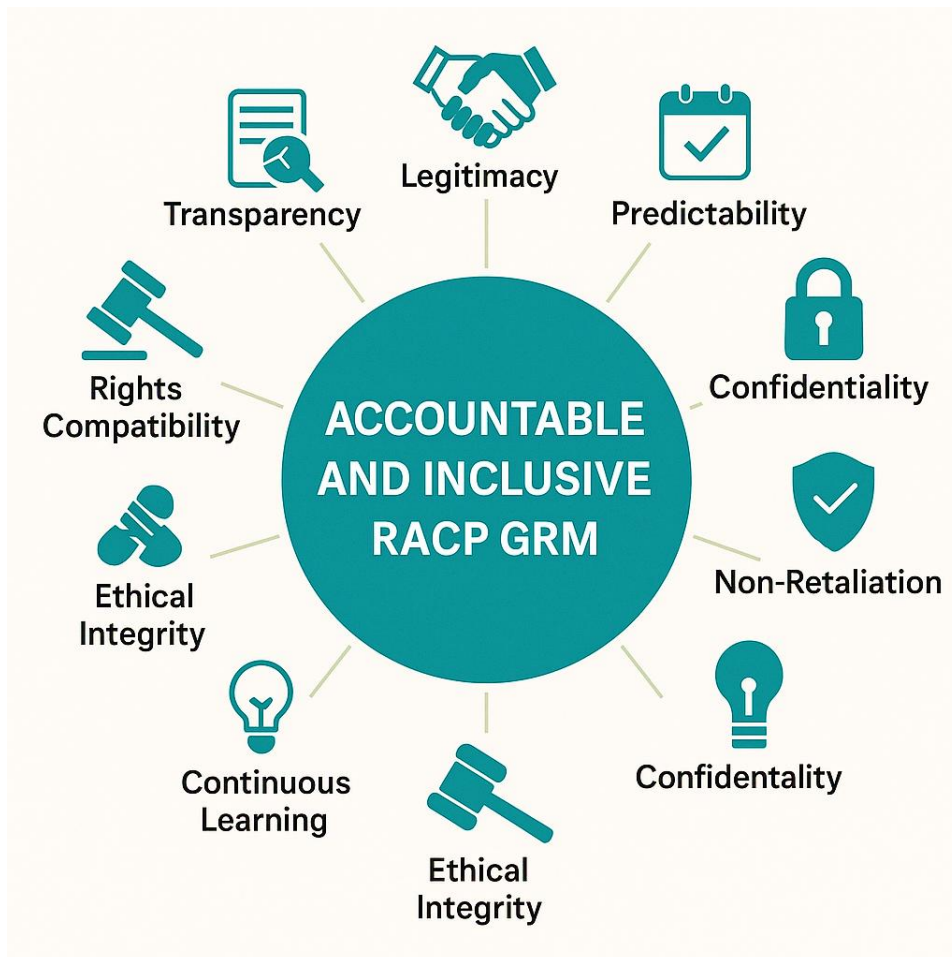 Legitimacy
Transparency
Predictability
Rights
Compatibility
Confidentiality
ACCOUNTABLE
AND INCLUSIVE
RACP GRM
Ethical
Integrity
Non-Retaliation
Continuous
Learning
Confidentality
Ethical
Integrity